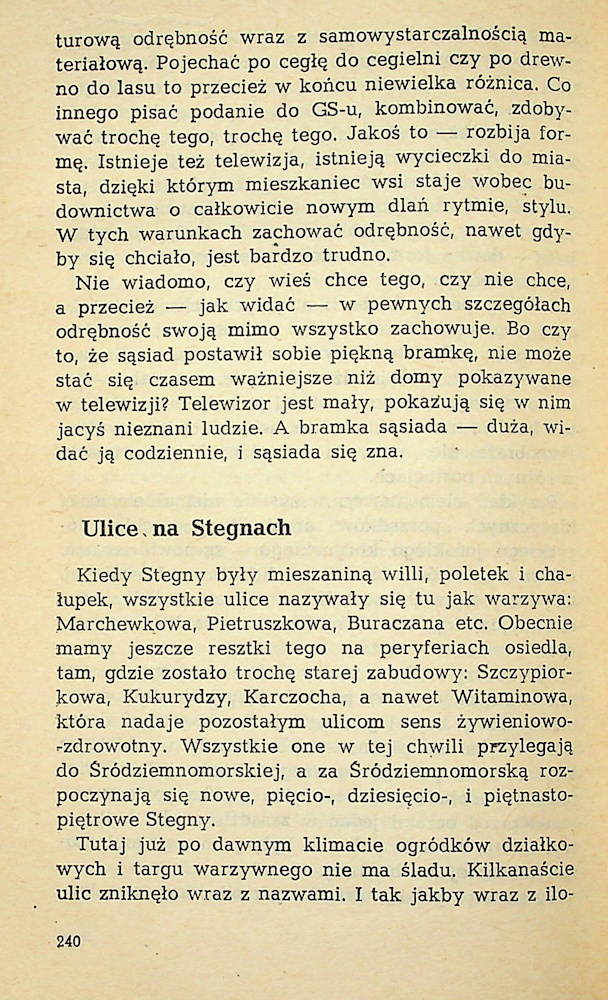 turową odrębność wraz z samowystarczalnością ma-
teriałową. Pojechać po cegłę do cegielni czy po drew-
no do lasu to przecież w końcu niewielka różnica. Co
innego pisać podanie do GS-u, kombinować, zdoby-
wać trochę tego, trochę tego. Jakoś to — rozbija for-
mę. Istnieje też telewizja, istnieją wycieczki do mia-
sta, dzięki którym mieszkaniec wsi staje wobec bu-
downictwa o całkowicie nowym dlań rytmie, stylu.
W tych warunkach zachować odrębność, nawet gdy-
by się chciało, jest bardzo trudno.
Nie wiadomo, czy wieś chce tego, czy nie chce,
a przecież — jak widać — w pewnych szczegółach
odrębność swoją mimo wszystko zachowuje. Bo czy
to, że sąsiad postawił sobie piękną bramkę, nie może
stać się czasem ważniejsze niż domy pokazywane
w telewizji? Telewizor jest mały, pokazują się w nim
jacyś nieznani ludzie. A bramka sąsiada — duża, wi-
dać ją codziennie, i sąsiada się zna.
Ulice na Stegnach
Kiedy Stegny były mieszaniną willi, poletek i cha-
łupek, wszystkie ulice nazywały się tu jak warzywa:
Marchewkowa, Pietruszkowa, Buraczana etc. Obecnie
mamy jeszcze resztki tego na peryferiach osiedla,
tam, gdzie zostało trochę starej zabudowy: Szczypior-
kowa, Kukurydzy, Karczocha, a nawet Witaminowa,
która nadaje pozostałym ulicom sens żywieniowo-
-zdrowotny. Wszystkie one w tej chwili przylegają
do Śródziemnomorskiej, a za Śródziemnomorską roz-
poczynają się nowe, pięcio-, dziesięcio-, i piętnasto-
piętrowe Stegny.
Tutaj już po dawnym klimacie ogródków działko-
wych i targu warzywnego nie ma śladu. Kilkanaście
ulic zniknęło wraz z nazwami. I tak jakby wraz z ilo-
240